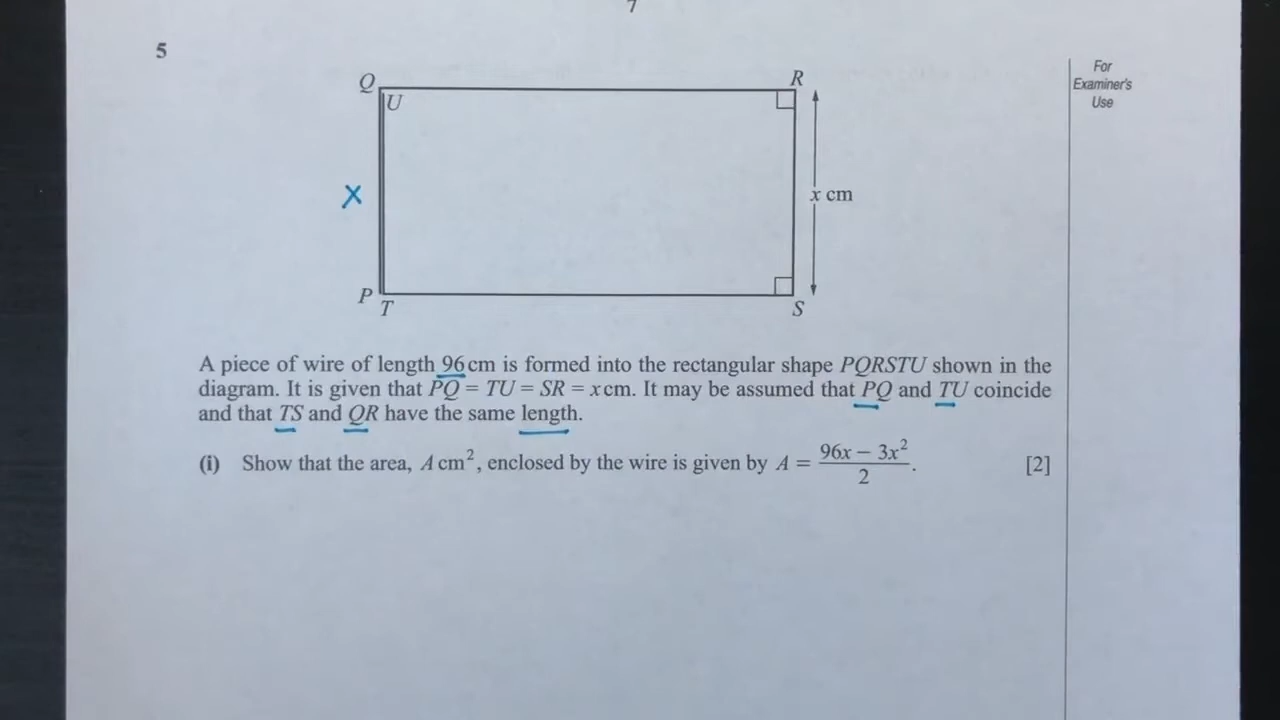 7
5
For
Examiner's
Use
Q
R
U
X
x cm
P
T
S
A piece of wire of length 96 cm is formed into the rectangular shape PQRSTU shown in the
diagram. It is given that PQ = TU = SR = x cm. It may be assumed that PQ and TU coincide
and that TS and QR have the same length.
(i) Show that the area, A cm², enclosed by the wire is given by A = (96x – 3x²)/2. [2]